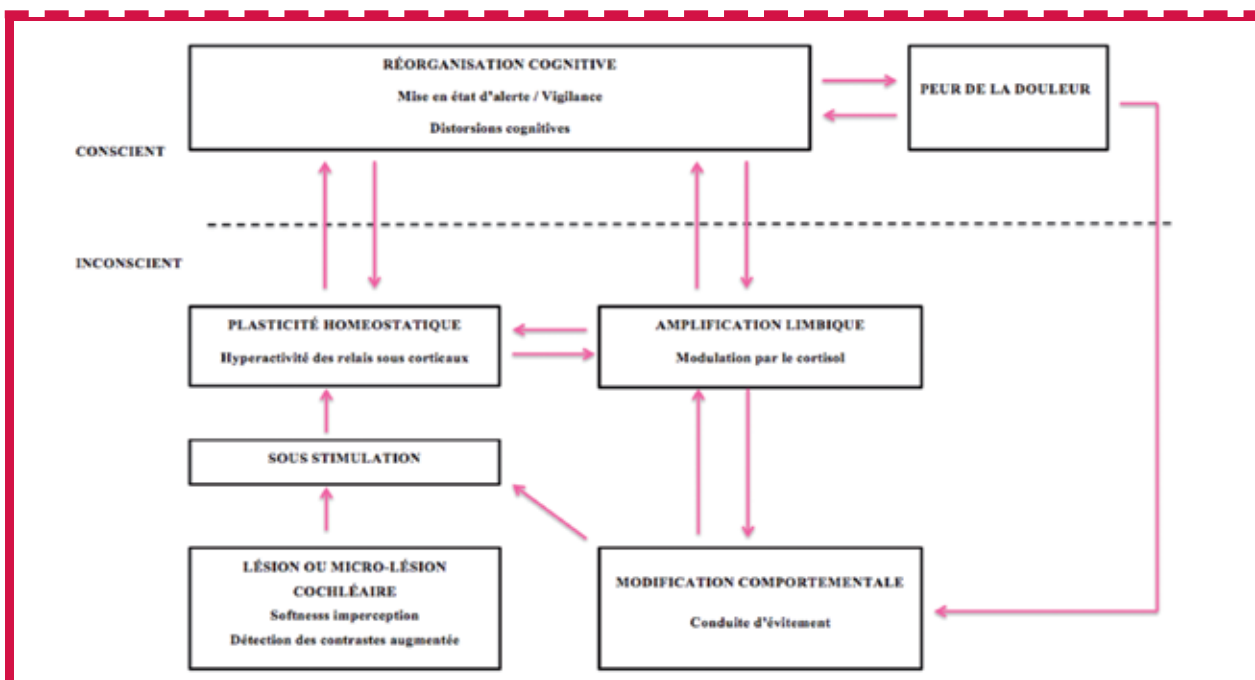 RÉORGANISATION COGNITIVE
Mise en état d'alerte / Vigilance
Distorsions cognitives
PEUR DE LA DOULEUR
CONSCIENT
INCONSCIENT
PLASTICITÉ HOMEOSTATIQUE
Hyperactivité des relais sous corticaux
AMPLIFICATION LIMBIQUE
Modulation par le cortisol
SOUS STIMULATION
LÉSION OU MICRO-LÉSION
COCHLÉAIRE
Softnesss imperception
Détection des contrastes augmentée
MODIFICATION COMPORTEMENTALE
Conduite d'évitement